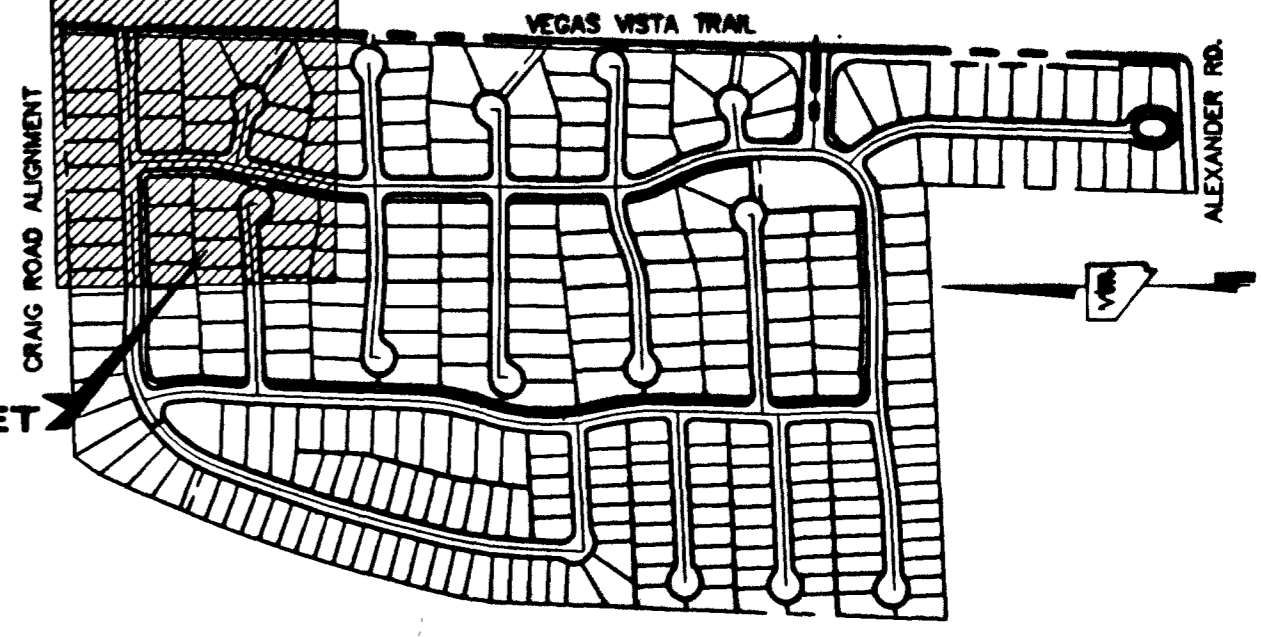 VEGAS VISTA TRAIL
ALEXANDER RD.
CRAIG ROAD ALIGNMENT
ET